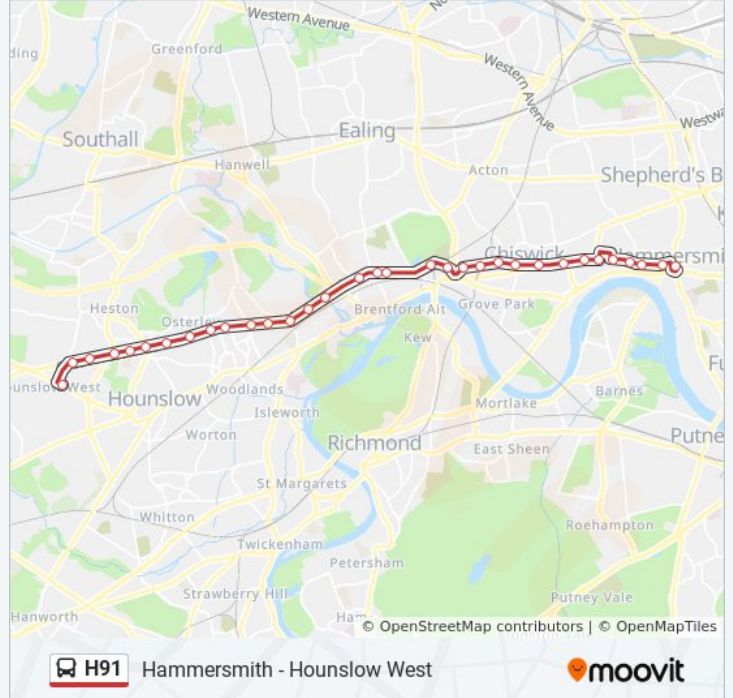 Western Avenue
Greenford
Western Avenue
Westwa
Southall
Ealing
Hanwell
Acton
Shepherd's B
Chiswick
Hammersmi
Heston
Osterley
Brentford Ait
Grove Park
Kew
Fu
ounslow West
Hounslow
Woodlands
Barnes
Isleworth
Mortlake
Worton
Richmond
East Sheen
Putne
St Margarets
Whitton
Roehampton
Twickenham
Petersham
Strawberry Hill
Putney Vale
Hanworth
Ham
© OpenStreetMap contributors | © OpenMapTiles
H91
Hammersmith - Hounslow West
moovit